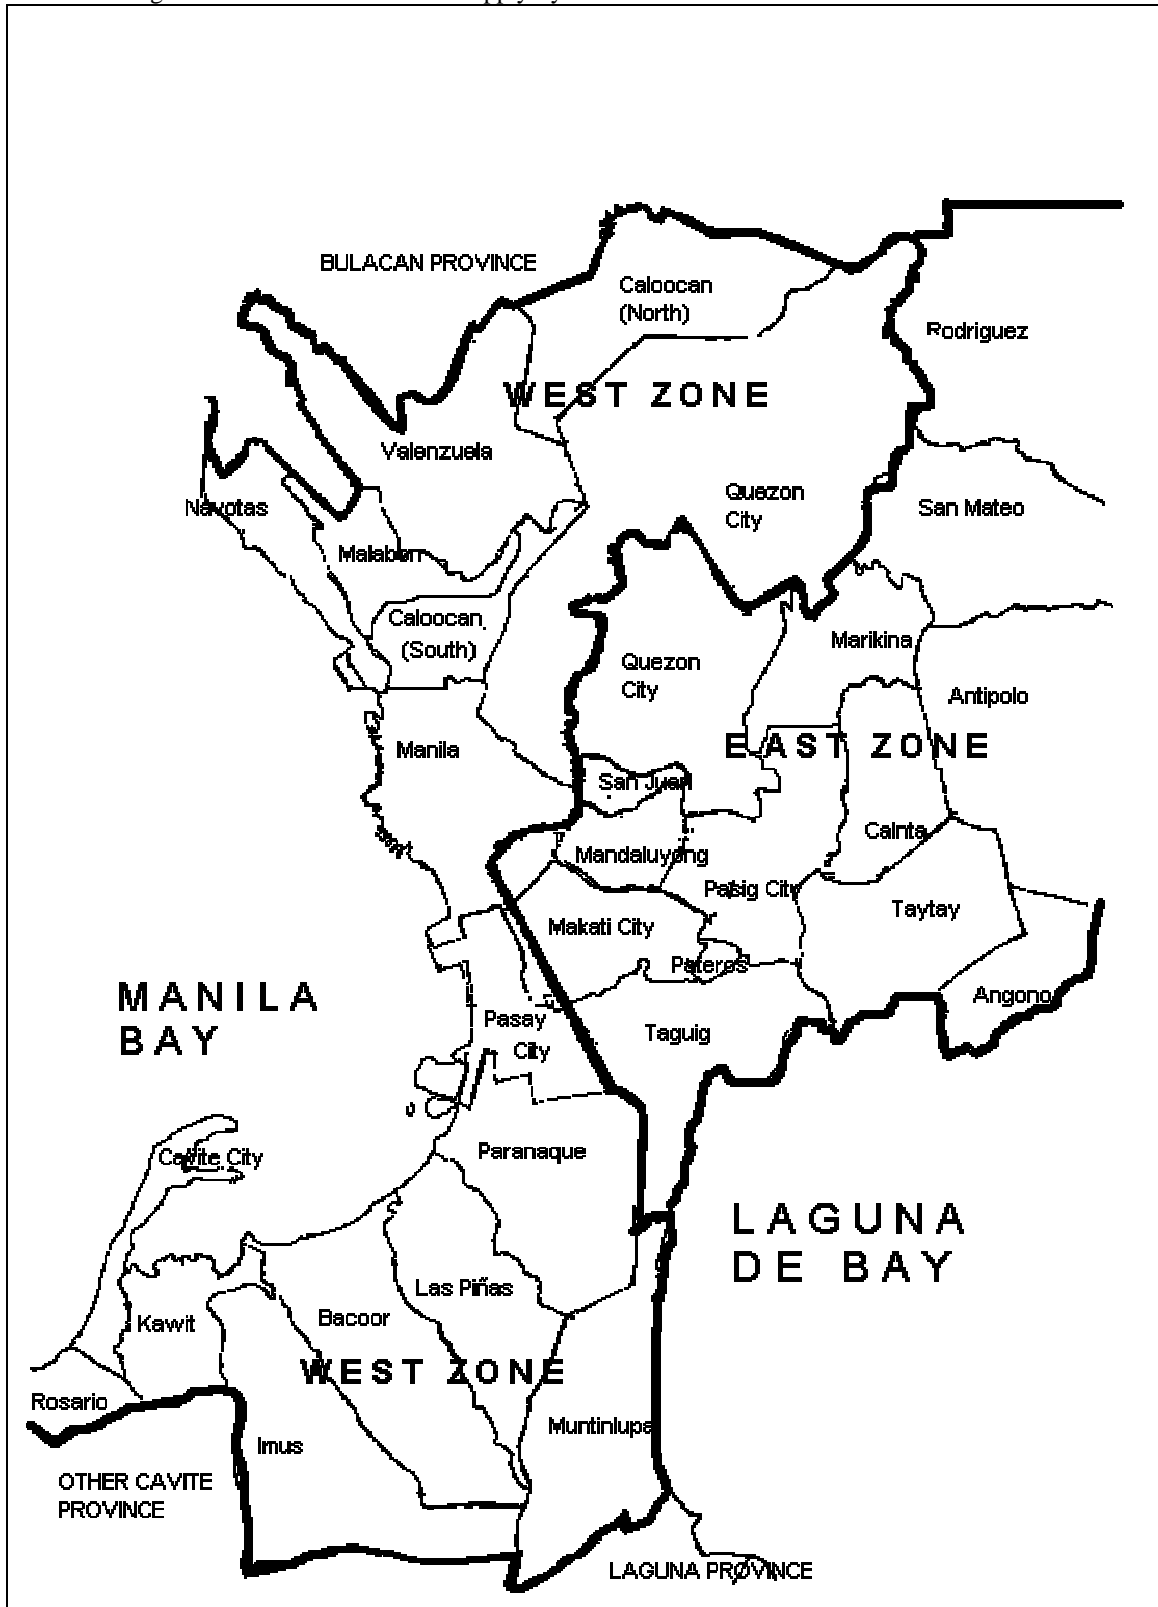 BULACAN PROVINCE
Caloocan
(North)
Rodriguez
WEST ZONE
Valenzuela
Quezon
City
San Mateo
Navotas
Malabon
Caloocan
(South)
Marikina
Quezon
City
Antipolo
Manila
EAST ZONE
San Juan
Cainta
Mandaluyong
Pasig City
Taytay
Makati City
Pateros
Angono
MANILA
BAY
Pasay
City
Taguig
Paranaque
Cavite City
LAGUNA
DE BAY
Las Piñas
Bacoor
Kawit
WEST ZONE
Rosario
Muntinlupa
Imus
OTHER CAVITE
PROVINCE
LAGUNA PROVINCE